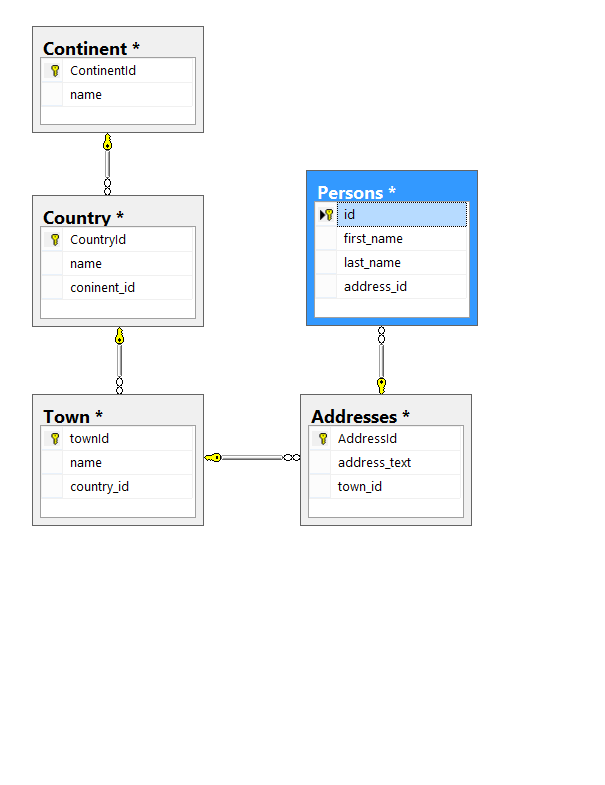 Continent *
ContinentId
name
Country *
CountryId
name
coninent_id
Persons *
id
first_name
last_name
address_id
Town *
townId
name
country_id
Addresses *
AddressId
address_text
town_id